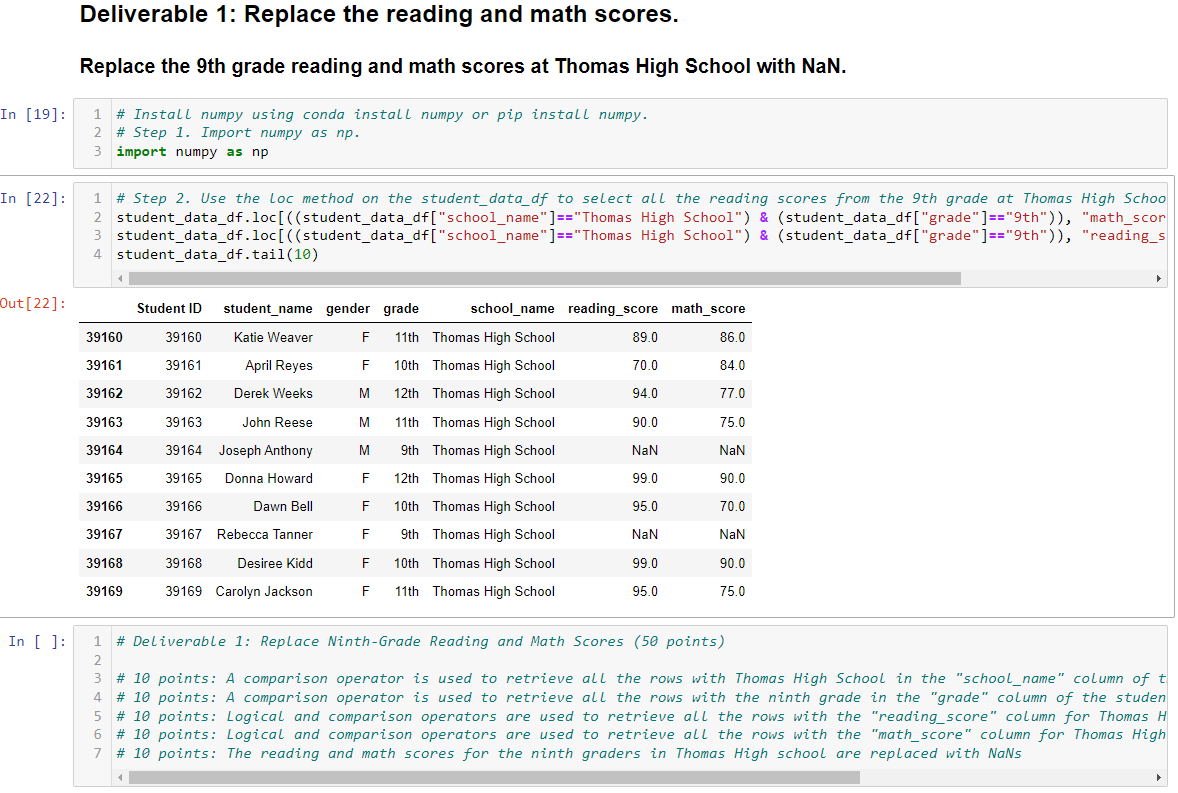 Deliverable 1: Replace the reading and math scores.
Replace the 9th grade reading and math scores at Thomas High School with NaN.
In [19]:
1 # Install numpy using conda install numpy or pip install numpy.
2 # Step 1. Import numpy as np.
3 import numpy as np
In [22]:
1 # Step 2. Use the loc method on the student_data_df to select all the reading scores from the 9th grade at Thomas High Schoo
2 student_data_df.loc[((student_data_df["school_name"]=="Thomas High School") & (student_data_df["grade"]=="9th")), "math_scor
3 student_data_df.loc[((student_data_df["school_name"]=="Thomas High School") & (student_data_df["grade"]=="9th")), "reading_s
4 student_data_df.tail(10)
Out[22]:
Student ID student_name gender grade school_name reading_score math_score
39160 39160 Katie Weaver F 11th Thomas High School 89.0 86.0
39161 39161 April Reyes F 10th Thomas High School 70.0 84.0
39162 39162 Derek Weeks M 12th Thomas High School 94.0 77.0
39163 39163 John Reese M 11th Thomas High School 90.0 75.0
39164 39164 Joseph Anthony M 9th Thomas High School NaN NaN
39165 39165 Donna Howard F 12th Thomas High School 99.0 90.0
39166 39166 Dawn Bell F 10th Thomas High School 95.0 70.0
39167 39167 Rebecca Tanner F 9th Thomas High School NaN NaN
39168 39168 Desiree Kidd F 10th Thomas High School 99.0 90.0
39169 39169 Carolyn Jackson F 11th Thomas High School 95.0 75.0
In [ ]:
1 # Deliverable 1: Replace Ninth-Grade Reading and Math Scores (50 points)
2
3 # 10 points: A comparison operator is used to retrieve all the rows with Thomas High School in the "school_name" column of t
4 # 10 points: A comparison operator is used to retrieve all the rows with the ninth grade in the "grade" column of the studen
5 # 10 points: Logical and comparison operators are used to retrieve all the rows with the "reading_score" column for Thomas H
6 # 10 points: Logical and comparison operators are used to retrieve all the rows with the "math_score" column for Thomas High
7 # 10 points: The reading and math scores for the ninth graders in Thomas High school are replaced with NaNs